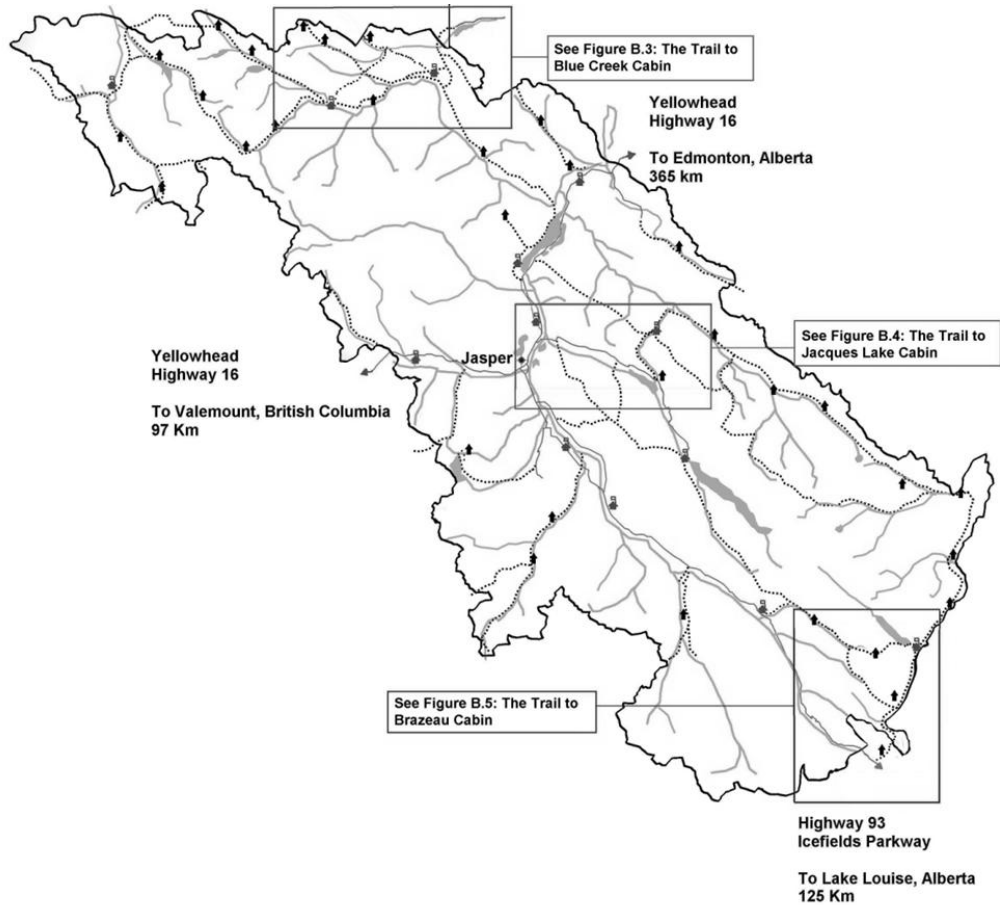 See Figure B.3: The Trail to
Blue Creek Cabin
Yellowhead
Highway 16
To Edmonton, Alberta
365 km
See Figure B.4: The Trail to
Jacques Lake Cabin
Yellowhead
Highway 16
To Valemount, British Columbia
97 Km
Jasper
See Figure B.5: The Trail to
Brazeau Cabin
Highway 93
Icefields Parkway
To Lake Louise, Alberta
125 Km